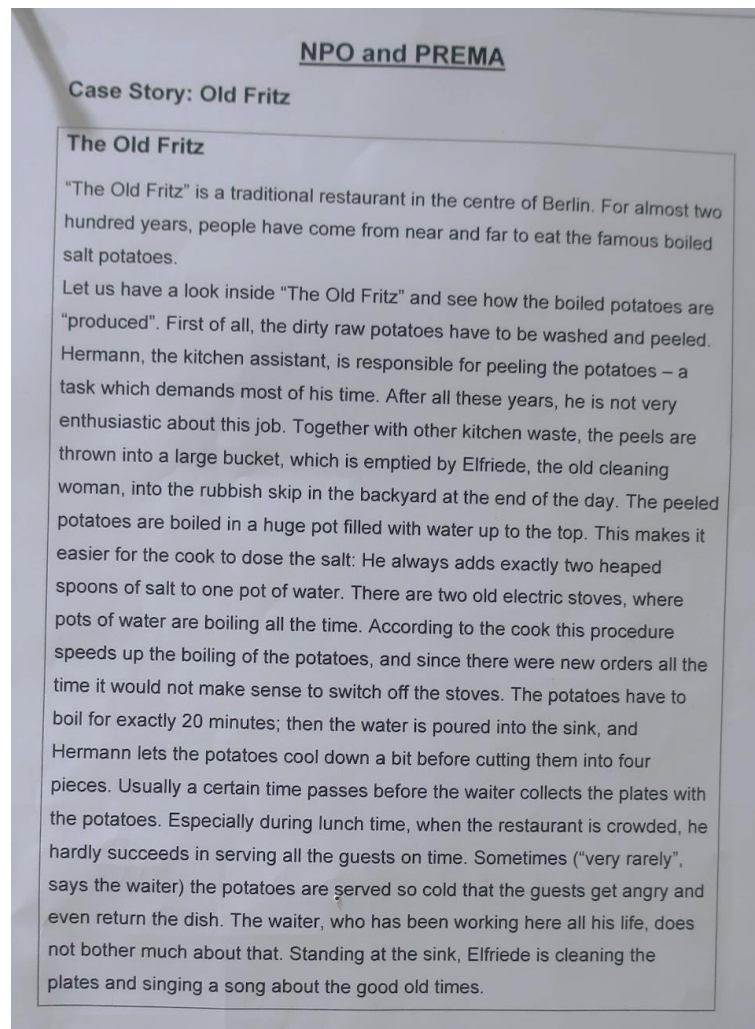 NPO and PREMA
Case Story: Old Fritz
The Old Fritz
“The Old Fritz” is a traditional restaurant in the centre of Berlin. For almost two
hundred years, people have come from near and far to eat the famous boiled
salt potatoes.
Let us have a look inside “The Old Fritz” and see how the boiled potatoes are
“produced”. First of all, the dirty raw potatoes have to be washed and peeled.
Hermann, the kitchen assistant, is responsible for peeling the potatoes – a
task which demands most of his time. After all these years, he is not very
enthusiastic about this job. Together with other kitchen waste, the peels are
thrown into a large bucket, which is emptied by Elfriede, the old cleaning
woman, into the rubbish skip in the backyard at the end of the day. The peeled
potatoes are boiled in a huge pot filled with water up to the top. This makes it
easier for the cook to dose the salt: He always adds exactly two heaped
spoons of salt to one pot of water. There are two old electric stoves, where
pots of water are boiling all the time. According to the cook this procedure
speeds up the boiling of the potatoes, and since there were new orders all the
time it would not make sense to switch off the stoves. The potatoes have to
boil for exactly 20 minutes; then the water is poured into the sink, and
Hermann lets the potatoes cool down a bit before cutting them into four
pieces. Usually a certain time passes before the waiter collects the plates with
the potatoes. Especially during lunch time, when the restaurant is crowded, he
hardly succeeds in serving all the guests on time. Sometimes (“very rarely”,
says the waiter) the potatoes are served so cold that the guests get angry and
even return the dish. The waiter, who has been working here all his life, does
not bother much about that. Standing at the sink, Elfriede is cleaning the
plates and singing a song about the good old times.